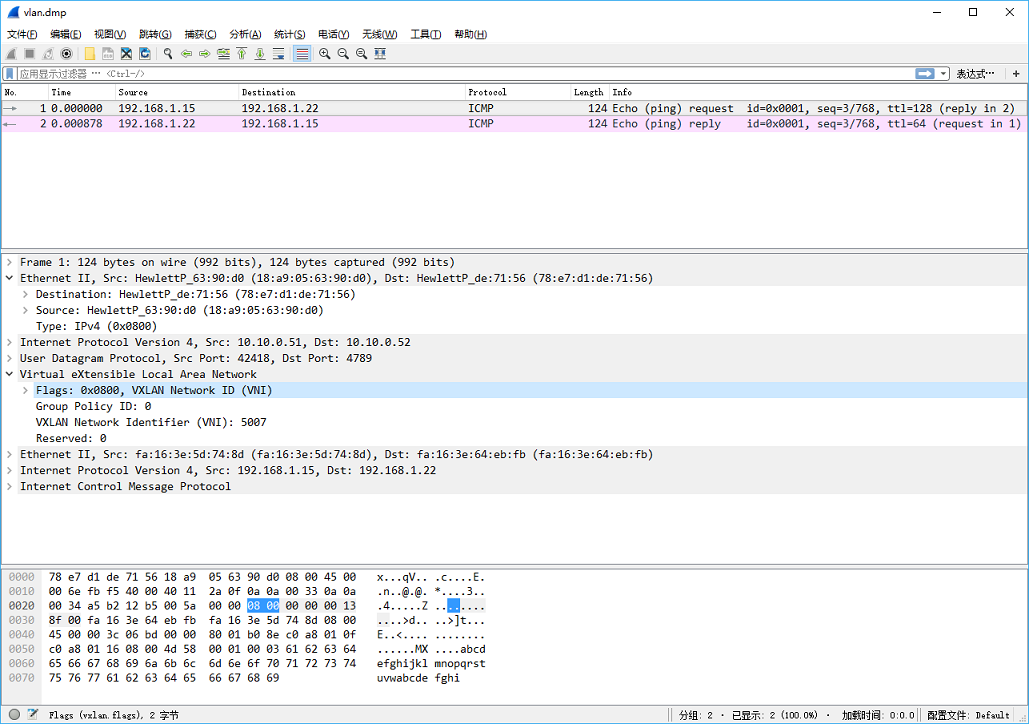 vlan.dmp
文件(F) 编辑(E) 视图(V) 跳转(G) 捕获(C) 分析(A) 统计(S) 电话(Y) 无线(W) 工具(T) 帮助(H)
应用显示过滤器 ⋯ <Ctrl-/> 表达式⋯ +
No. Time Source Destination Protocol Length Info
1 0.000000 192.168.1.15 192.168.1.22 ICMP 124 Echo (ping) request id=0x0001, seq=3/768, ttl=128 (reply in 2)
2 0.000878 192.168.1.22 192.168.1.15 ICMP 124 Echo (ping) reply id=0x0001, seq=3/768, ttl=64 (request in 1)
Frame 1: 124 bytes on wire (992 bits), 124 bytes captured (992 bits)
Ethernet II, Src: HewlettP_63:90:d0 (18:a9:05:63:90:d0), Dst: HewlettP_de:71:56 (78:e7:d1:de:71:56)
Destination: HewlettP_de:71:56 (78:e7:d1:de:71:56)
Source: HewlettP_63:90:d0 (18:a9:05:63:90:d0)
Type: IPv4 (0x0800)
Internet Protocol Version 4, Src: 10.10.0.51, Dst: 10.10.0.52
User Datagram Protocol, Src Port: 42418, Dst Port: 4789
Virtual eXtensible Local Area Network
Flags: 0x0800, VXLAN Network ID (VNI)
Group Policy ID: 0
VXLAN Network Identifier (VNI): 5007
Reserved: 0
Ethernet II, Src: fa:16:3e:5d:74:8d (fa:16:3e:5d:74:8d), Dst: fa:16:3e:64:eb:fb (fa:16:3e:64:eb:fb)
Internet Protocol Version 4, Src: 192.168.1.15, Dst: 192.168.1.22
Internet Control Message Protocol
0000 78 e7 d1 de 71 56 18 a9 05 63 90 d0 08 00 45 00 x...qV.. .c....E.
0010 00 6e fb f5 40 00 40 11 2a 0f 0a 0a 00 33 0a 0a .n..@.@. *....3..
0020 00 34 a5 b2 12 b5 00 5a 00 00 08 00 00 00 00 13 .4.....Z ........
0030 8f 00 fa 16 3e 64 eb fb fa 16 3e 5d 74 8d 08 00 ....>d.. ..>]t...
0040 45 00 00 3c 06 bd 00 00 80 01 b0 8e c0 a8 01 0f E..<.... ........
0050 c0 a8 01 16 08 00 4d 58 00 01 00 03 61 62 63 64 ......MX ....abcd
0060 65 66 67 68 69 6a 6b 6c 6d 6e 6f 70 71 72 73 74 efghijkl mnopqrst
0070 75 76 77 61 62 63 64 65 66 67 68 69 uvwabcde fghi
Flags (vxlan.flags), 2 字节 分组: 2 · 已显示: 2 (100.0%) · 加载时间: 0:0.0 配置文件: Default